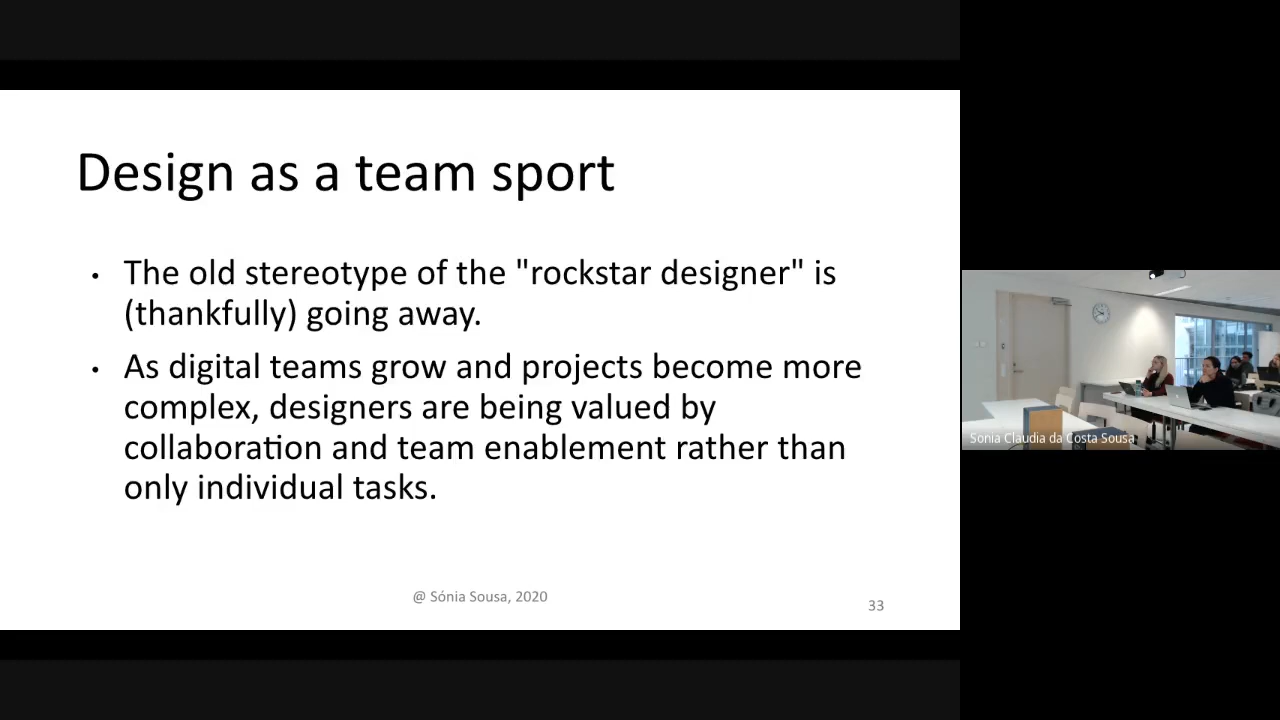 Design as a team sport
• The old stereotype of the "rockstar designer" is
(thankfully) going away.
• As digital teams grow and projects become more
complex, designers are being valued by
collaboration and team enablement rather than
only individual tasks.
@ Sónia Sousa, 2020
33
Sonia Claudia da Costa Sousa